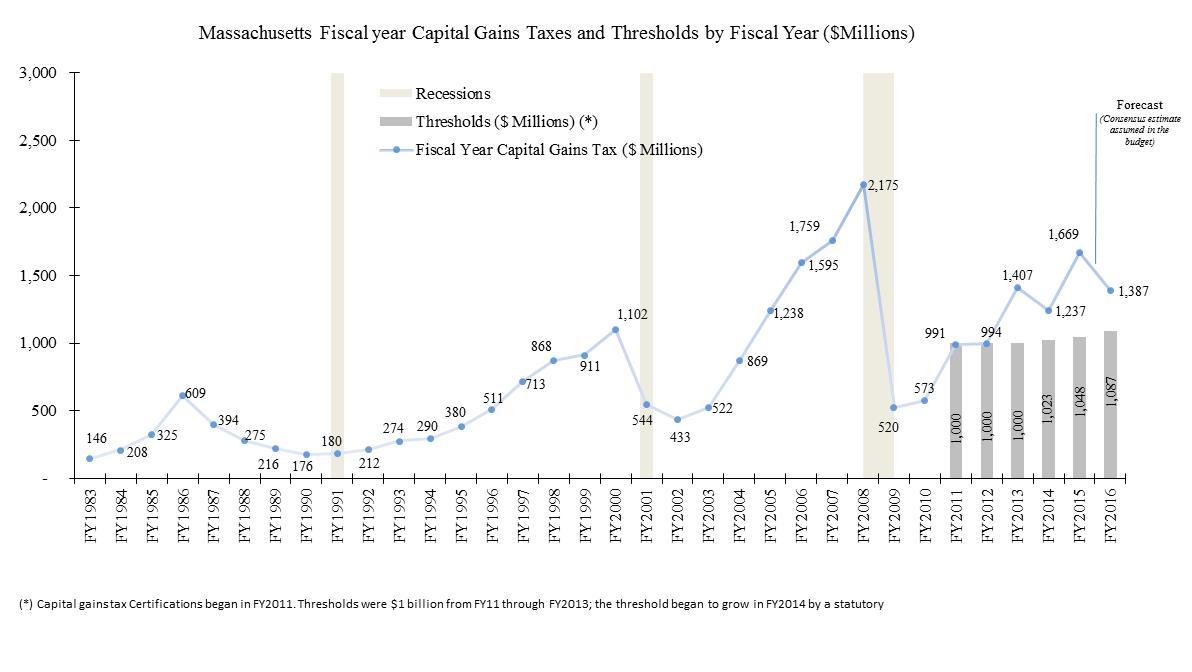 Massachusetts Fiscal year Capital Gains Taxes and Thresholds by Fiscal Year ($Millions)
3,000
2,500
2,000
1,500
1,000
500
-
Recessions
Thresholds ($ Millions) (*)
Fiscal Year Capital Gains Tax ($ Millions)
Forecast
(Consensus estimate
assumed in the
budget)
146
208
325
609
394
275
216
176
180
212
274
290
380
511
713
868
911
1,102
544
433
522
869
1,238
1,595
1,759
2,175
520
573
991
994
1,407
1,237
1,669
1,387
1,000
1,000
1,000
1,023
1,048
1,087
FY1983
FY1984
FY1985
FY1986
FY1987
FY1988
FY1989
FY1990
FY1991
FY1992
FY1993
FY1994
FY1995
FY1996
FY1997
FY1998
FY1999
FY2000
FY2001
FY2002
FY2003
FY2004
FY2005
FY2006
FY2007
FY2008
FY2009
FY2010
FY2011
FY2012
FY2013
FY2014
FY2015
FY2016
(*) Capital gains tax Certifications began in FY2011. Thresholds were $1 billion from FY11 through FY2013; the threshold began to grow in FY2014 by a statutory